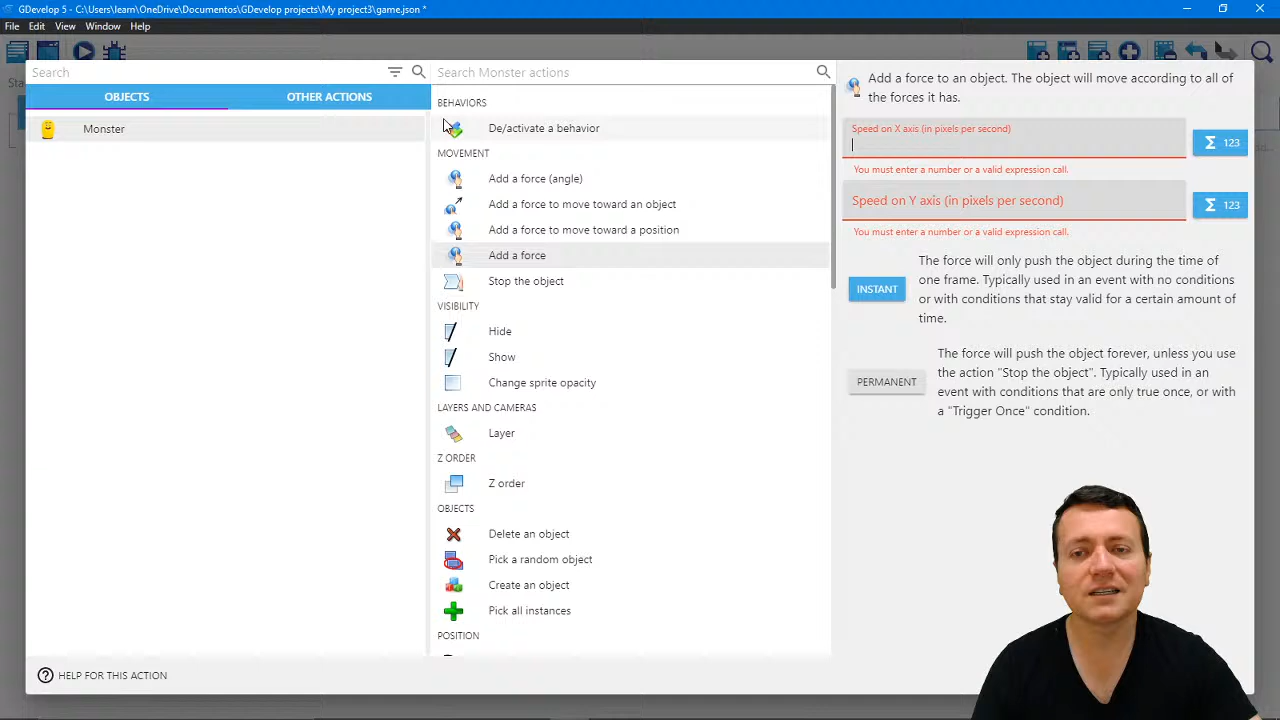 GDevelop 5 - C:\Users\learn\OneDrive\Documentos\GDevelop projects\My project3\game.json *
File Edit View Window Help
Search
Search Monster actions
OBJECTS
OTHER ACTIONS
Monster
BEHAVIORS
De/activate a behavior
MOVEMENT
Add a force (angle)
Add a force to move toward an object
Add a force to move toward a position
Add a force
Stop the object
VISIBILITY
Hide
Show
Change sprite opacity
LAYERS AND CAMERAS
Layer
Z ORDER
Z order
OBJECTS
Delete an object
Pick a random object
Create an object
Pick all instances
POSITION
Add a force to an object. The object will move according to all of
the forces it has.
Speed on X axis (in pixels per second)
Σ 123
You must enter a number or a valid expression call.
Speed on Y axis (in pixels per second)
Σ 123
You must enter a number or a valid expression call.
INSTANT
The force will only push the object during the time of
one frame. Typically used in an event with no conditions
or with conditions that stay valid for a certain amount of
time.
PERMANENT
The force will push the object forever, unless you use
the action "Stop the object". Typically used in an
event with conditions that are only true once, or with
a "Trigger Once" condition.
HELP FOR THIS ACTION